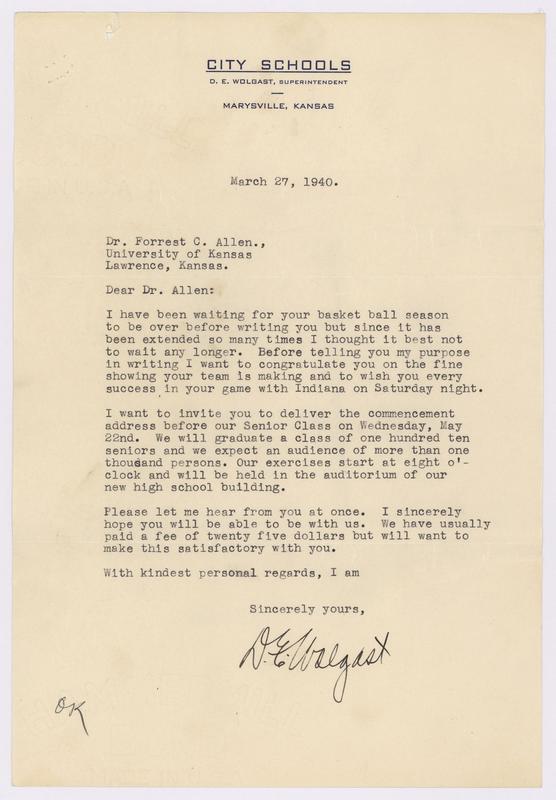 CITY SCHOOLS
D. E. WOLGAST, SUPERINTENDENT
MARYSVILLE, KANSAS
March 27, 1940.
Dr. Forrest C. Allen.,
University of Kansas
Lawrence, Kansas.
Dear Dr. Allen:
I have been waiting for your basket ball season
to be over before writing you but since it has
been extended so many times I thought it best not
to wait any longer. Before telling you my purpose
in writing I want to congratulate you on the fine
showing your team is making and to wish you every
success in your game with Indiana on Saturday night.
I want to invite you to deliver the commencement
address before our Senior Class on Wednesday, May
22nd. We will graduate a class of one hundred ten
seniors and we expect an audience of more than one
thousand persons. Our exercises start at eight o'-
clock and will be held in the auditorium of our
new high school building.
Please let me hear from you at once. I sincerely
hope you will be able to be with us. We have usually
paid a fee of twenty five dollars but will want to
make this satisfactory with you.
With kindest personal regards, I am
Sincerely yours,
D.E. Wolgast
OK